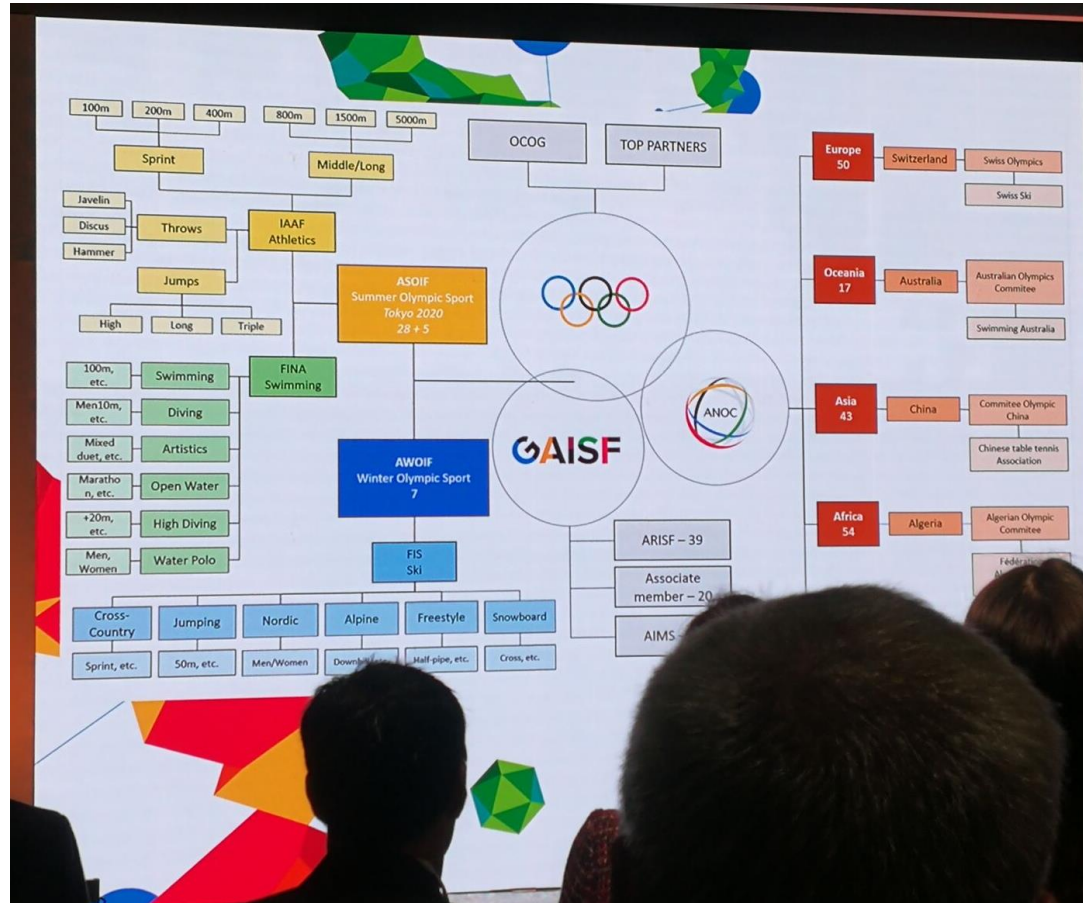 100m
200m
400m
800m
1500m
5000m
Sprint
Middle/Long
Javelin
Discus
Hammer
Throws
IAAF
Athletics
Jumps
High
Long
Triple
ASOIF
Summer Olympic Sport
Tokyo 2020
28 + 5
FINA
Swimming
100m,
etc.
Swimming
Men10m,
etc.
Diving
Mixed
duet, etc.
Artistics
Maratho
n, etc.
Open Water
+20m,
etc.
High Diving
Men,
Women
Water Polo
AWOIF
Winter Olympic Sport
7
FIS
Ski
Cross-
Country
Jumping
Nordic
Alpine
Freestyle
Snowboard
Sprint, etc.
50m, etc.
Men/Women
Half-pipe, etc.
Cross, etc.
OCOG
TOP PARTNERS
GAISF
ANOC
ARISF – 39
Associate
member – 20
AIMS
Europe
50
Switzerland
Swiss Olympics
Swiss Ski
Oceania
17
Australia
Australian Olympics
Commitee
Swimming Australia
Asia
43
China
Commitee Olympic
China
Chinese table tennis
Association
Africa
54
Algeria
Algerian Olympic
Commitee